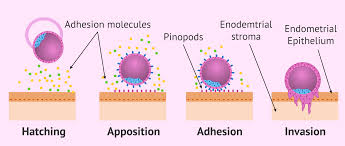 Adhesion molecules
Pinopods
Enodemtrial
stroma
Endometrial
Epithelium
Hatching
Apposition
Adhesion
Invasion